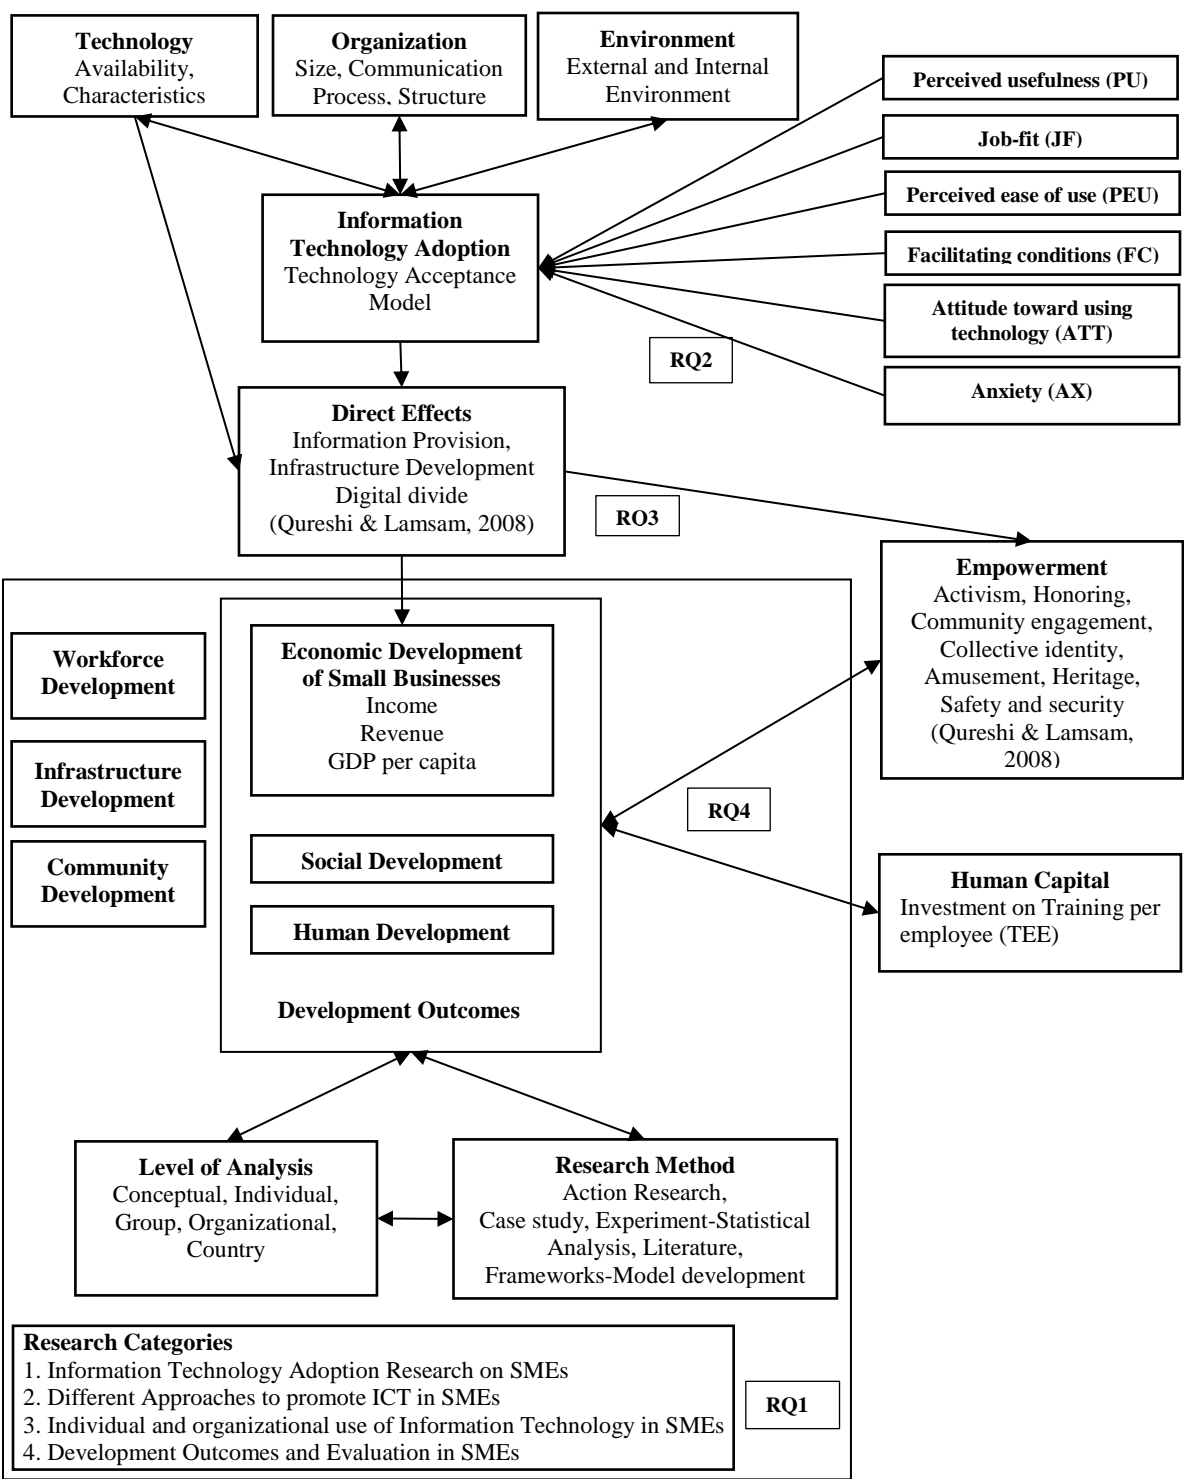 Technology
Availability,
Characteristics
Organization
Size, Communication
Process, Structure
Environment
External and Internal
Environment
Perceived usefulness (PU)
Job-fit (JF)
Perceived ease of use (PEU)
Facilitating conditions (FC)
Attitude toward using
technology (ATT)
Anxiety (AX)
Information
Technology Adoption
Technology Acceptance
Model
RQ2
Direct Effects
Information Provision,
Infrastructure Development
Digital divide
(Qureshi & Lamsam, 2008)
RO3
Empowerment
Activism, Honoring,
Community engagement,
Collective identity,
Amusement, Heritage,
Safety and security
(Qureshi & Lamsam,
2008)
Workforce
Development
Infrastructure
Development
Community
Development
Economic Development
of Small Businesses
Income
Revenue
GDP per capita
Social Development
Human Development
Development Outcomes
RQ4
Human Capital
Investment on Training per
employee (TEE)
Level of Analysis
Conceptual, Individual,
Group, Organizational,
Country
Research Method
Action Research,
Case study, Experiment-Statistical
Analysis, Literature,
Frameworks-Model development
Research Categories
1. Information Technology Adoption Research on SMEs
2. Different Approaches to promote ICT in SMEs
3. Individual and organizational use of Information Technology in SMEs
4. Development Outcomes and Evaluation in SMEs
RQ1